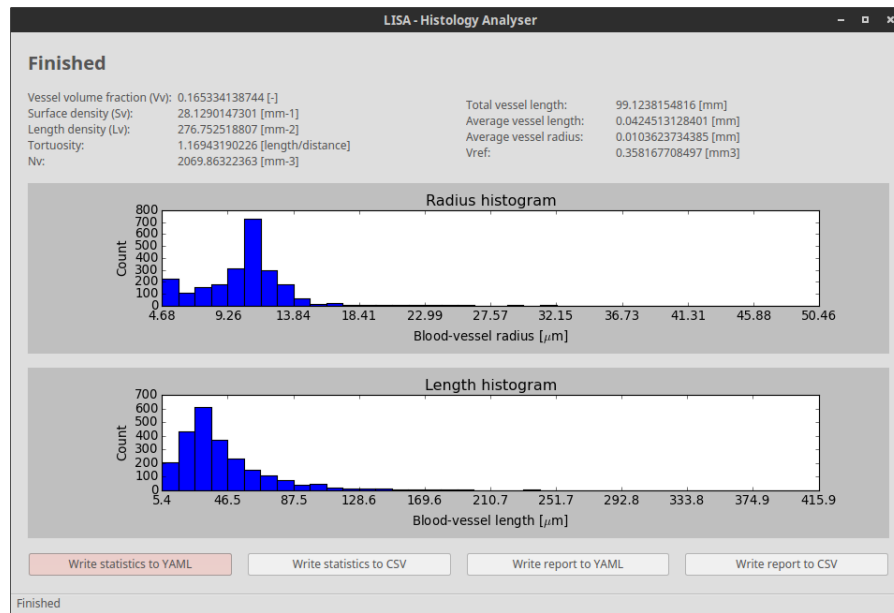 LISA - Histology Analyser
Finished
Vessel volume fraction (Vv): 0.165334138744 [-]
Surface density (Sv): 28.1290147301 [mm-1]
Length density (Lv): 276.752518807 [mm-2]
Tortuosity: 1.16943190226 [length/distance]
Nv: 2069.86322363 [mm-3]
Total vessel length: 99.1238154816 [mm]
Average vessel length: 0.0424513128401 [mm]
Average vessel radius: 0.0103623734385 [mm]
Vref: 0.358167708497 [mm3]
Radius histogram
800
700
600
500
400
300
200
100
0
Count
4.68 9.26 13.84 18.41 22.99 27.57 32.15 36.73 41.31 45.88 50.46
Blood-vessel radius [μm]
Length histogram
700
600
500
400
300
200
100
0
Count
5.4 46.5 87.5 128.6 169.6 210.7 251.7 292.8 333.8 374.9 415.9
Blood-vessel length [μm]
Write statistics to YAML Write statistics to CSV Write report to YAML Write report to CSV
Finished